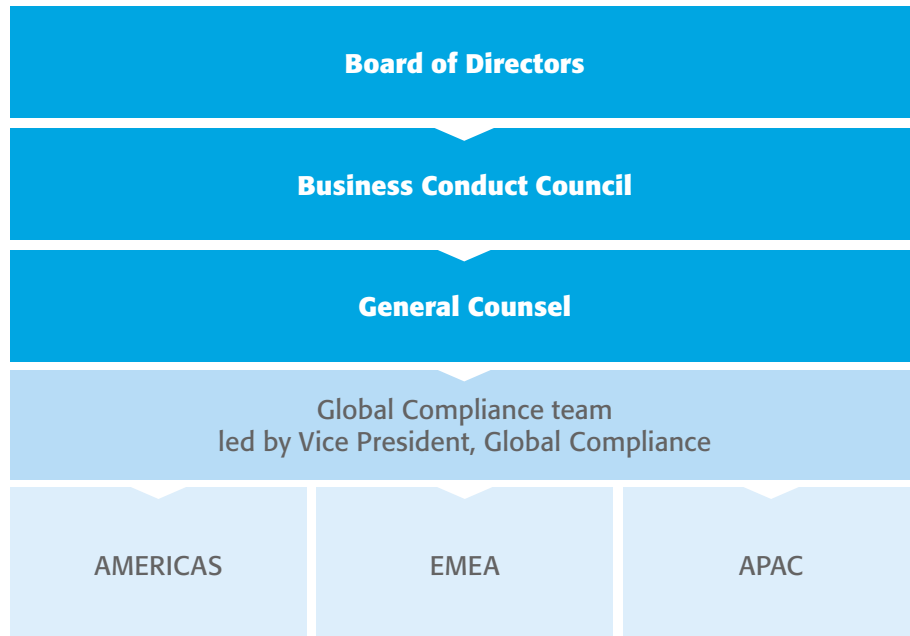 Board of Directors
Business Conduct Council
General Counsel
Global Compliance team
led by Vice President, Global Compliance
AMERICAS
EMEA
APAC